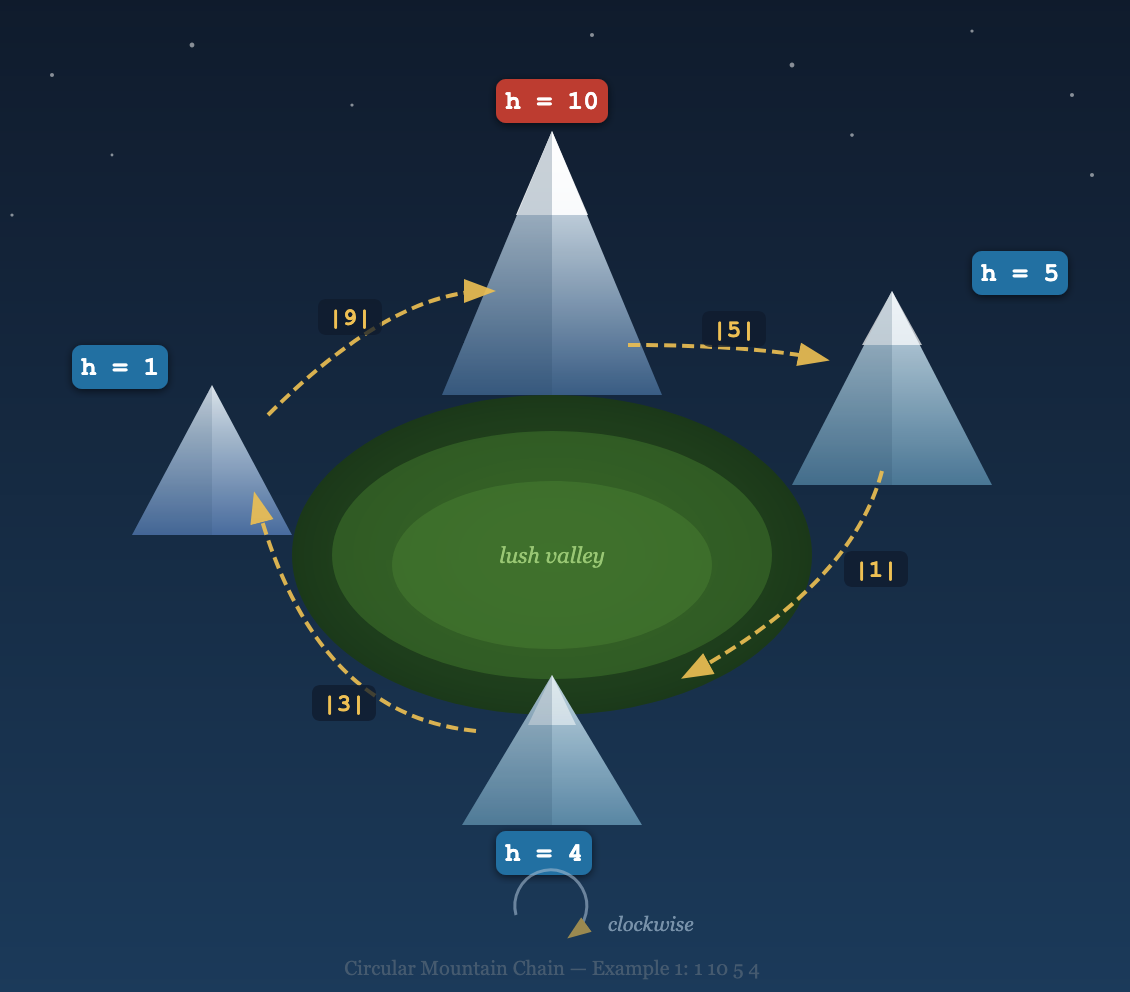 h = 10
h = 5
|9|
|5|
h = 1
lush valley
|1|
|3|
h = 4
clockwise
Circular Mountain Chain — Example 1: 1 10 5 4